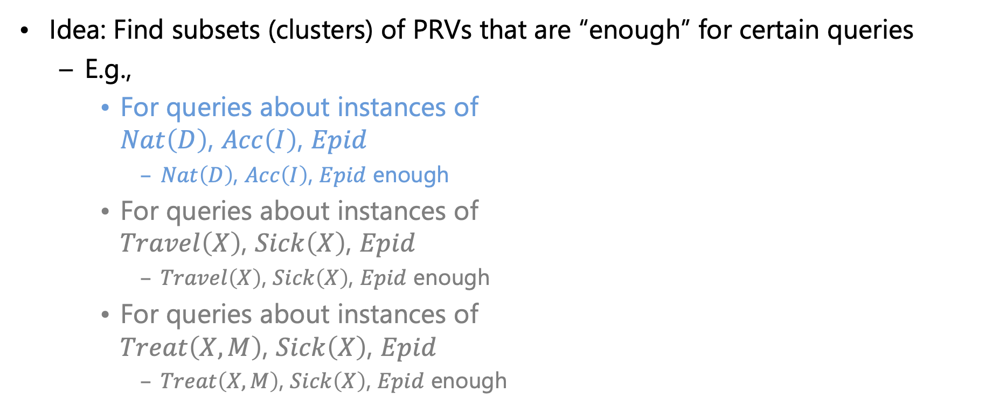 • Idea: Find subsets (clusters) of PRVs that are “enough” for certain queries
– E.g.,
• For queries about instances of
Nat(D), Acc(I), Epid
– Nat(D), Acc(I), Epid enough
• For queries about instances of
Travel(X), Sick(X), Epid
– Travel(X), Sick(X), Epid enough
• For queries about instances of
Treat(X, M), Sick(X), Epid
– Treat(X, M), Sick(X), Epid enough